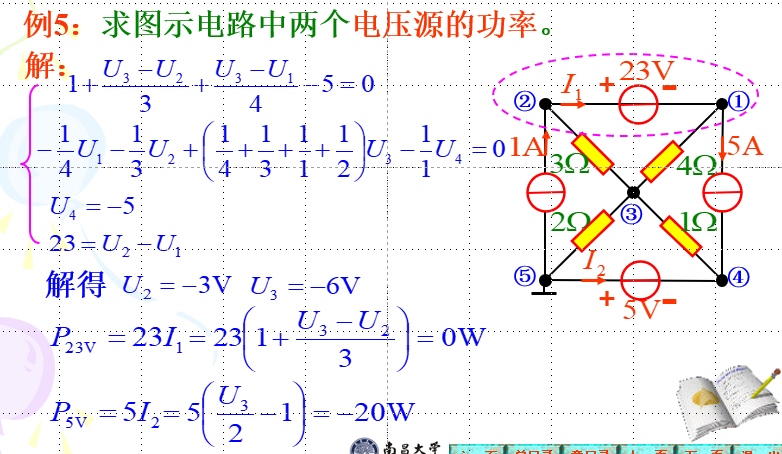 例5：求图示电路中两个电压源的功率。
解：
1+\frac{U_3-U_2}{3}+\frac{U_3-U_1}{4}-5=0
-\frac{1}{4}U_1-\frac{1}{3}U_2+\left(\frac{1}{4}+\frac{1}{3}+\frac{1}{1}+\frac{1}{2}\right)U_3-\frac{1}{1}U_4=0
U_4=-5
23=U_2-U_1
解得 U_2=-3V U_3=-6V
P_{23V}=23I_1=23\left(1+\frac{U_3-U_2}{3}\right)=0W
P_{5V}=5I_2=5\left(\frac{U_3}{2}-1\right)=-20W
I_1 + 23V -
② ①
1A 3Ω 4Ω 5A
③
2Ω 1Ω
⑤ I_2 ④
+ 5V -
南昌大学